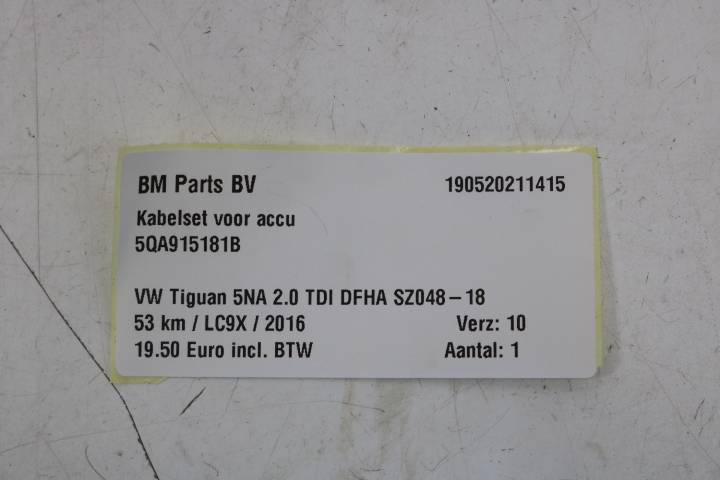 BM Parts BV 190520211415
Kabelset voor accu
5QA915181B
VW Tiguan 5NA 2.0 TDI DFHA SZ048-18
53 km / LC9X / 2016 Verz: 10
19.50 Euro incl. BTW Aantal: 1